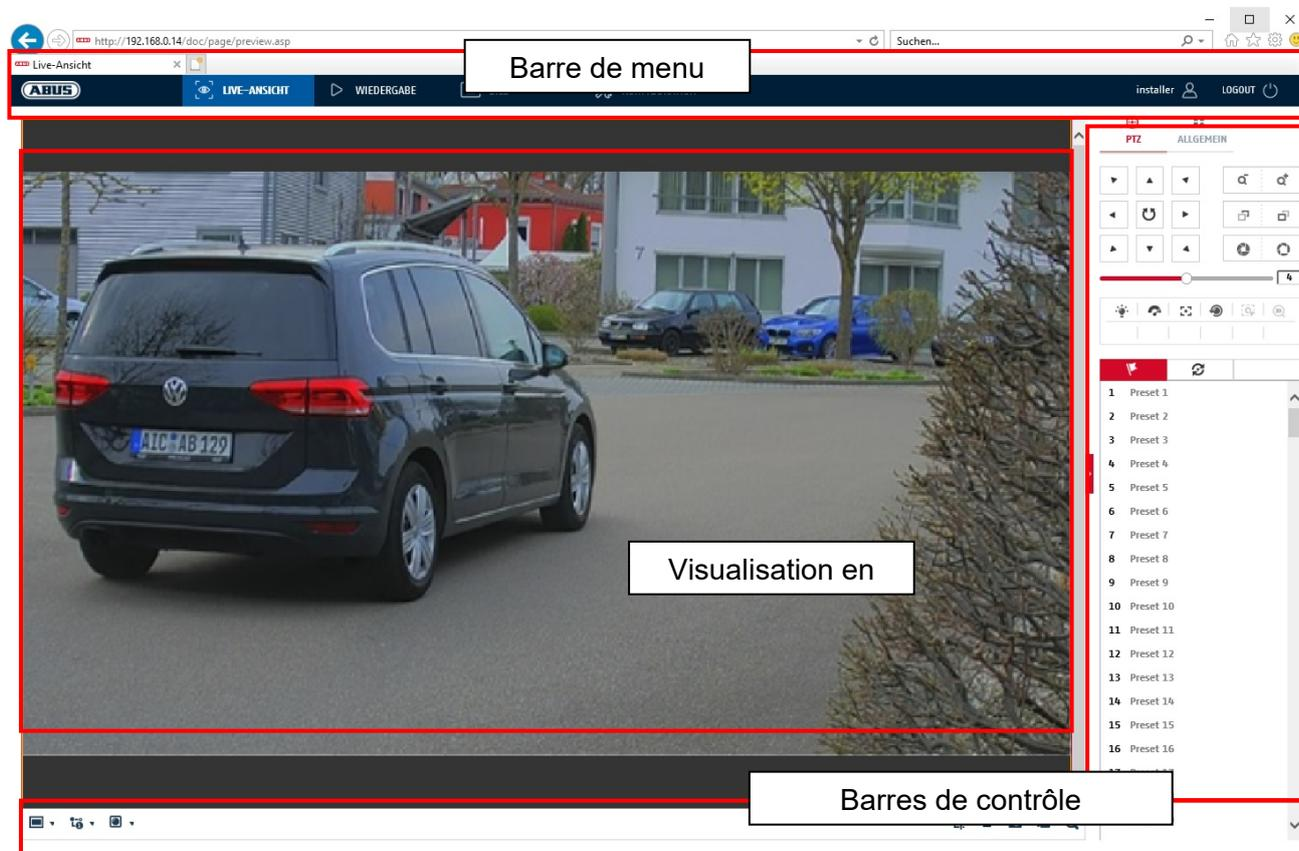 http://192.168.0.14/doc/page/preview.asp
Suchen...
Live-Ansicht
Barre de menu
ABUS
LIVE-ANSICHT
WIEDERGABE
installer
LOGOUT
PTZ
ALLGEMEIN
4
7
AIC AB 129
Visualisation en
1 Preset 1
2 Preset 2
3 Preset 3
4 Preset 4
5 Preset 5
6 Preset 6
7 Preset 7
8 Preset 8
9 Preset 9
10 Preset 10
11 Preset 11
12 Preset 12
13 Preset 13
14 Preset 14
15 Preset 15
16 Preset 16
Barres de contrôle